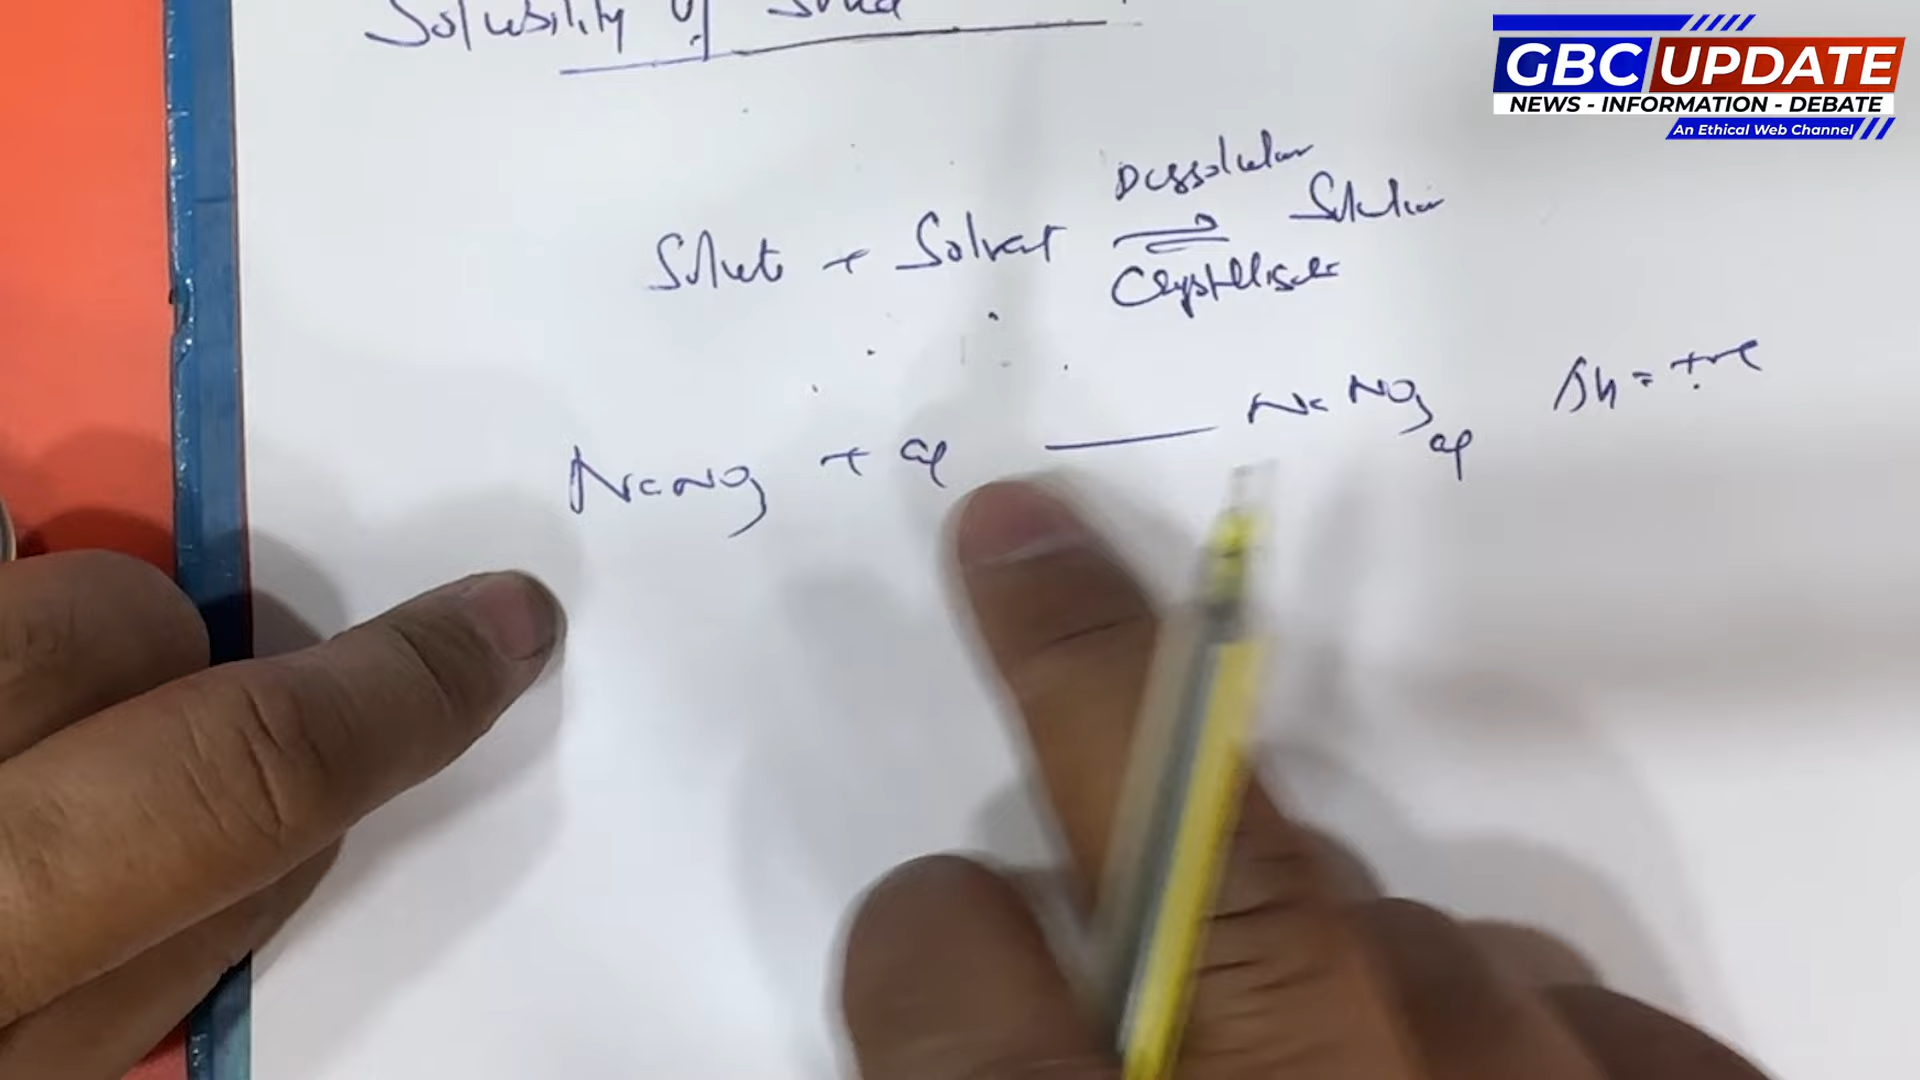 Solubility of Solid
GBC UPDATE
NEWS - INFORMATION - DEBATE
An Ethical Web Channel
Dissolution
Solute + Solvent ⇌ Solution
Crystallisation
NaNO3 + aq —— NaNO3 aq ΔH = +ve